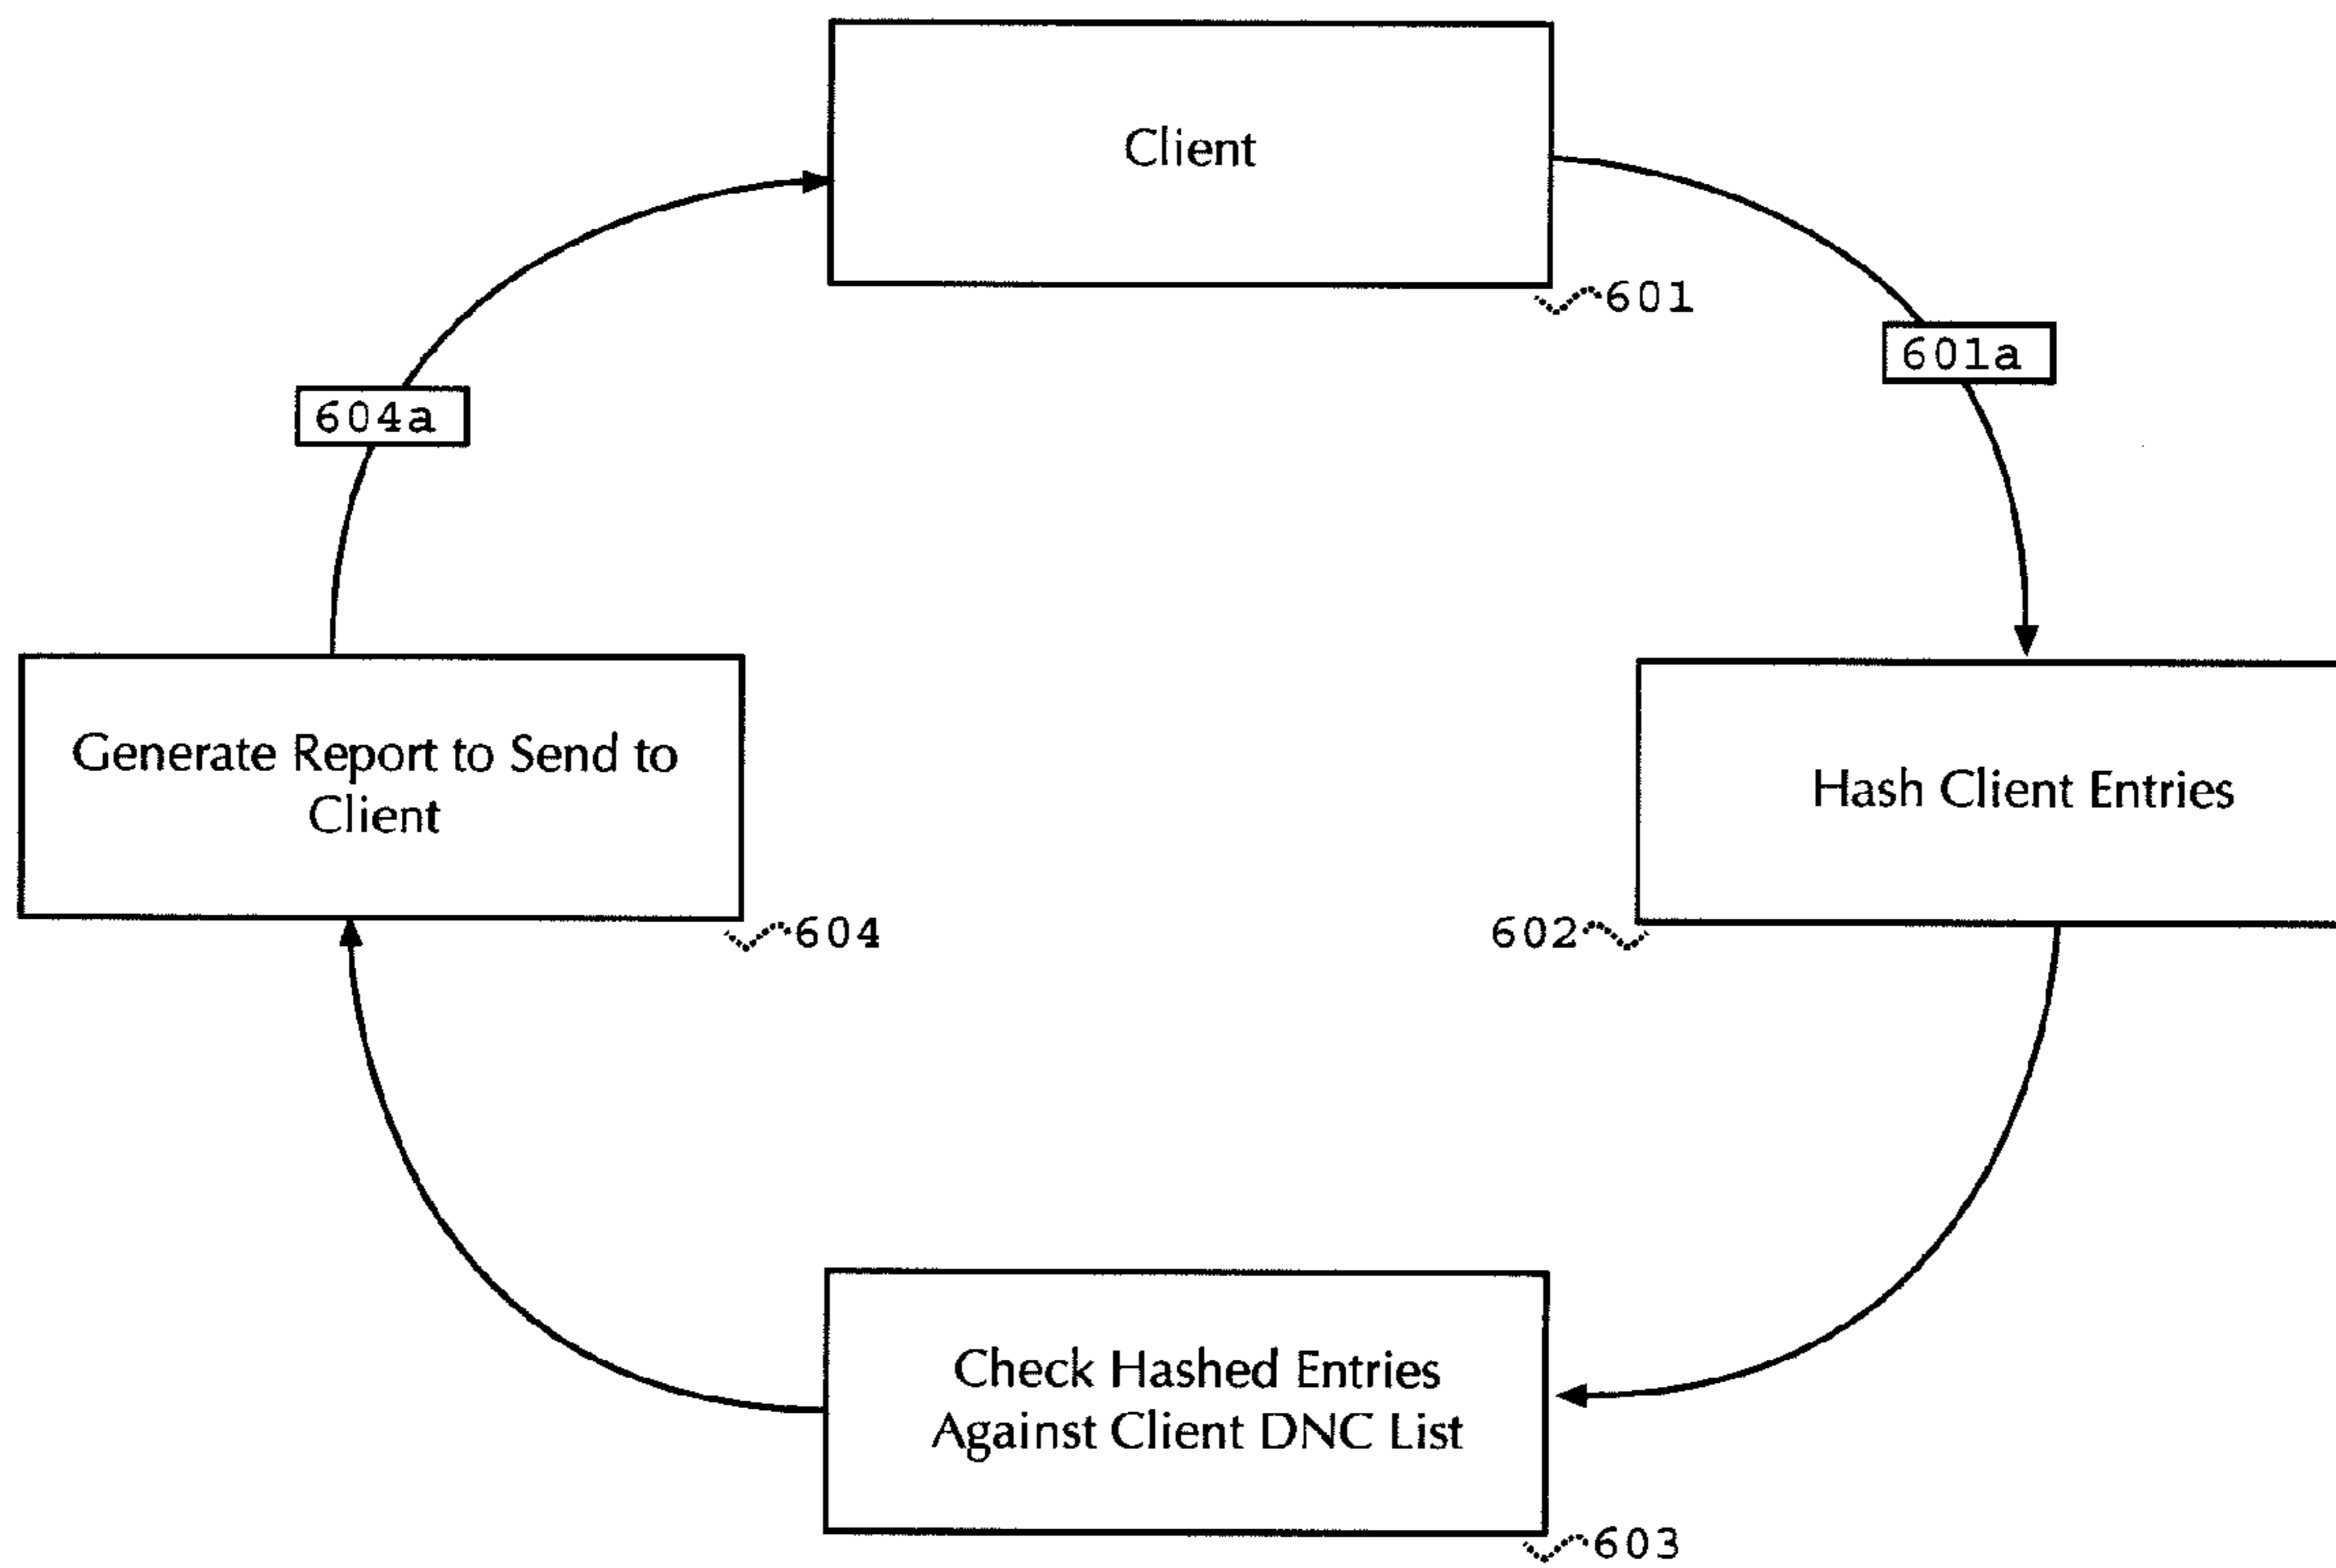 Client
601
601a
604a
Generate Report to Send to
Client
604
Hash Client Entries
602
Check Hashed Entries
Against Client DNC List
603